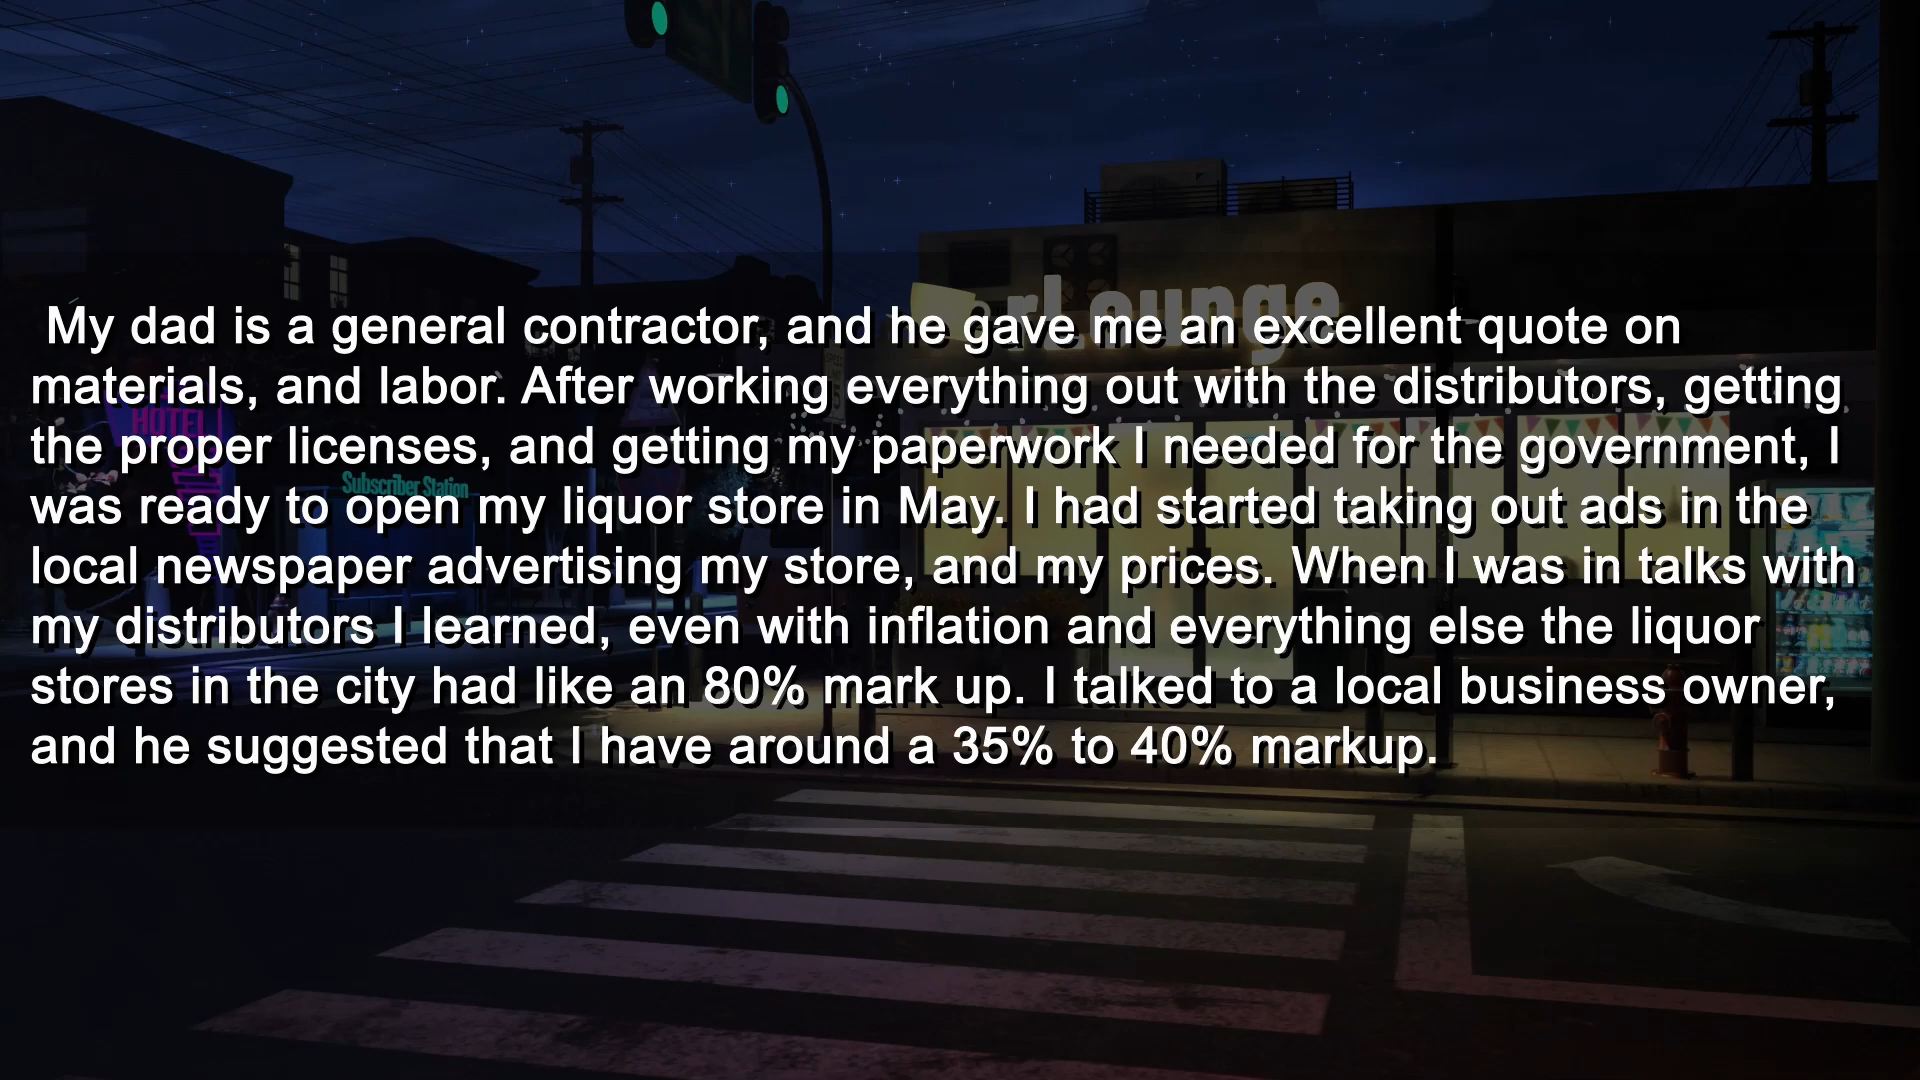 My dad is a general contractor, and he gave me an excellent quote on
materials, and labor. After working everything out with the distributors, getting
the proper licenses, and getting my paperwork I needed for the government, I
was ready to open my liquor store in May. I had started taking out ads in the
local newspaper advertising my store, and my prices. When I was in talks with
my distributors I learned, even with inflation and everything else the liquor
stores in the city had like an 80% mark up. I talked to a local business owner,
and he suggested that I have around a 35% to 40% markup.
HOTEL
Subscriber Station
Lounge